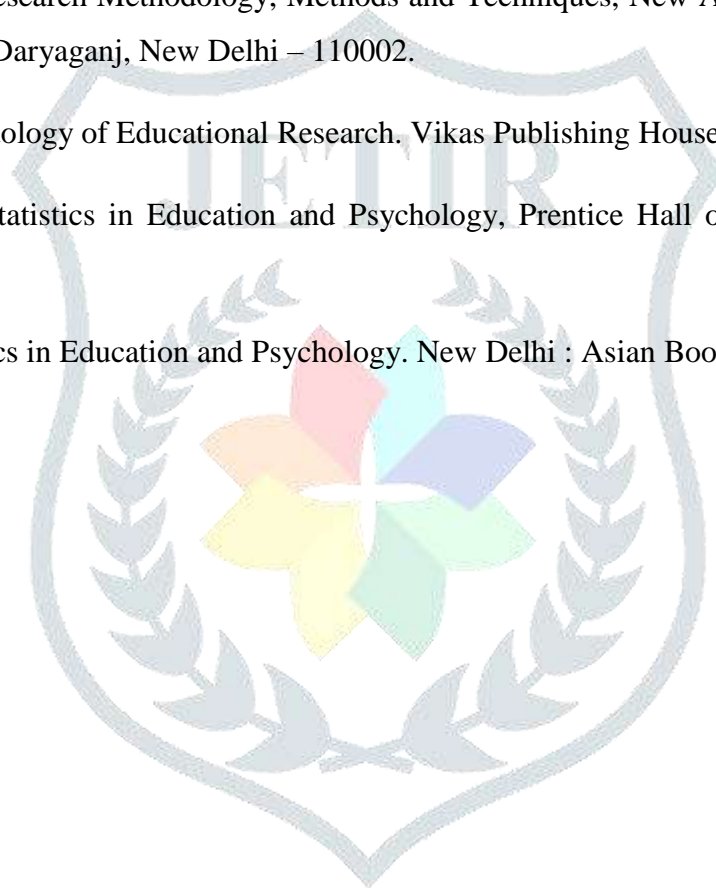 esearch Methodology, Methods and Techniques, New A
Daryaganj, New Delhi – 110002.
ology of Educational Research. Vikas Publishing House
tatistics in Education and Psychology, Prentice Hall o
cs in Education and Psychology. New Delhi : Asian Boo
JETIR